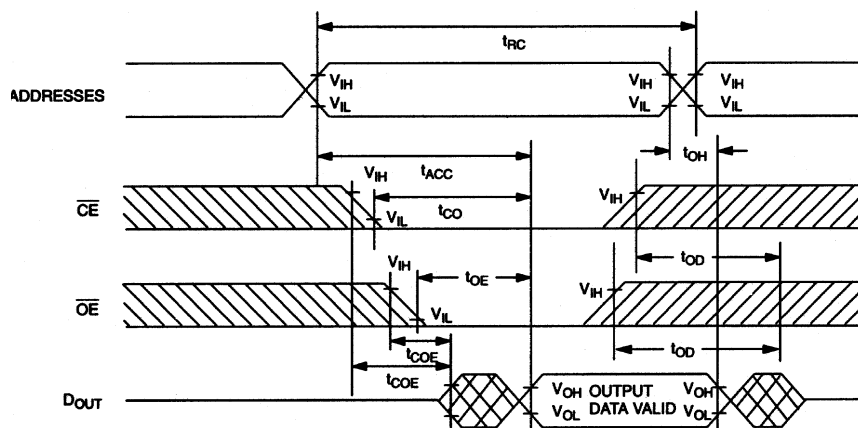 tRC
VIH VIH VIH
ADDRESSES
VIL VIL VIL
tOH
tACC
VIH
VIH
tCO
CE
VIL
tOD
VIH
tOE
VIH
OE
VIL
tOD
tCOE
tCOE
DOUT
VOH OUTPUT VOH
VOL DATA VALID VOL